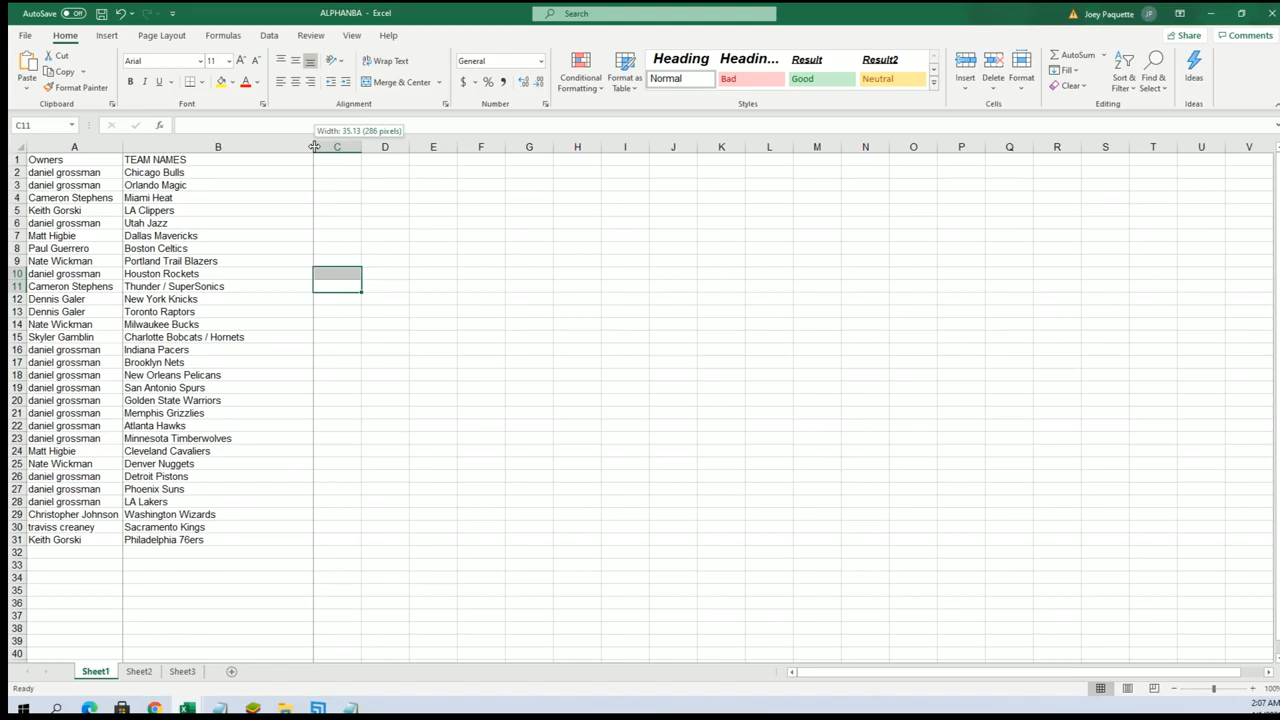 AutoSave Off
ALPHANBA - Excel
Search
Joey Paquette JP
File Home Insert Page Layout Formulas Data Review View Help
Share Comments
Paste Cut
Copy
Format Painter
Clipboard
Arial 11
B I U
Font
Wrap Text
Merge & Center
Alignment
General
$ %
Number
Conditional Formatting
Format as Table
Heading Headin... Result Result2
Normal Bad Good Neutral
Styles
Insert Delete Format
Cells
AutoSum
Fill
Clear
Sort & Filter
Find & Select
Editing
Ideas
Ideas
C11 fx
Width: 35.13 (286 pixels)
A B C D E F G H I J K L M N O P Q R S T U V
1 Owners TEAM NAMES
2 daniel grossman Chicago Bulls
3 daniel grossman Orlando Magic
4 Cameron Stephens Miami Heat
5 Keith Gorski LA Clippers
6 daniel grossman Utah Jazz
7 Matt Higbie Dallas Mavericks
8 Paul Guerrero Boston Celtics
9 Nate Wickman Portland Trail Blazers
10 daniel grossman Houston Rockets
11 Cameron Stephens Thunder / SuperSonics
12 Dennis Galer New York Knicks
13 Dennis Galer Toronto Raptors
14 Nate Wickman Milwaukee Bucks
15 Skyler Gamblin Charlotte Bobcats / Hornets
16 daniel grossman Indiana Pacers
17 daniel grossman Brooklyn Nets
18 daniel grossman New Orleans Pelicans
19 daniel grossman San Antonio Spurs
20 daniel grossman Golden State Warriors
21 daniel grossman Memphis Grizzlies
22 daniel grossman Atlanta Hawks
23 daniel grossman Minnesota Timberwolves
24 Matt Higbie Cleveland Cavaliers
25 Nate Wickman Denver Nuggets
26 daniel grossman Detroit Pistons
27 daniel grossman Phoenix Suns
28 daniel grossman LA Lakers
29 Christopher Johnson Washington Wizards
30 traviss creaney Sacramento Kings
31 Keith Gorski Philadelphia 76ers
32
33
34
35
36
37
38
39
40
Sheet1 Sheet2 Sheet3
Ready
100%
2:07 AM